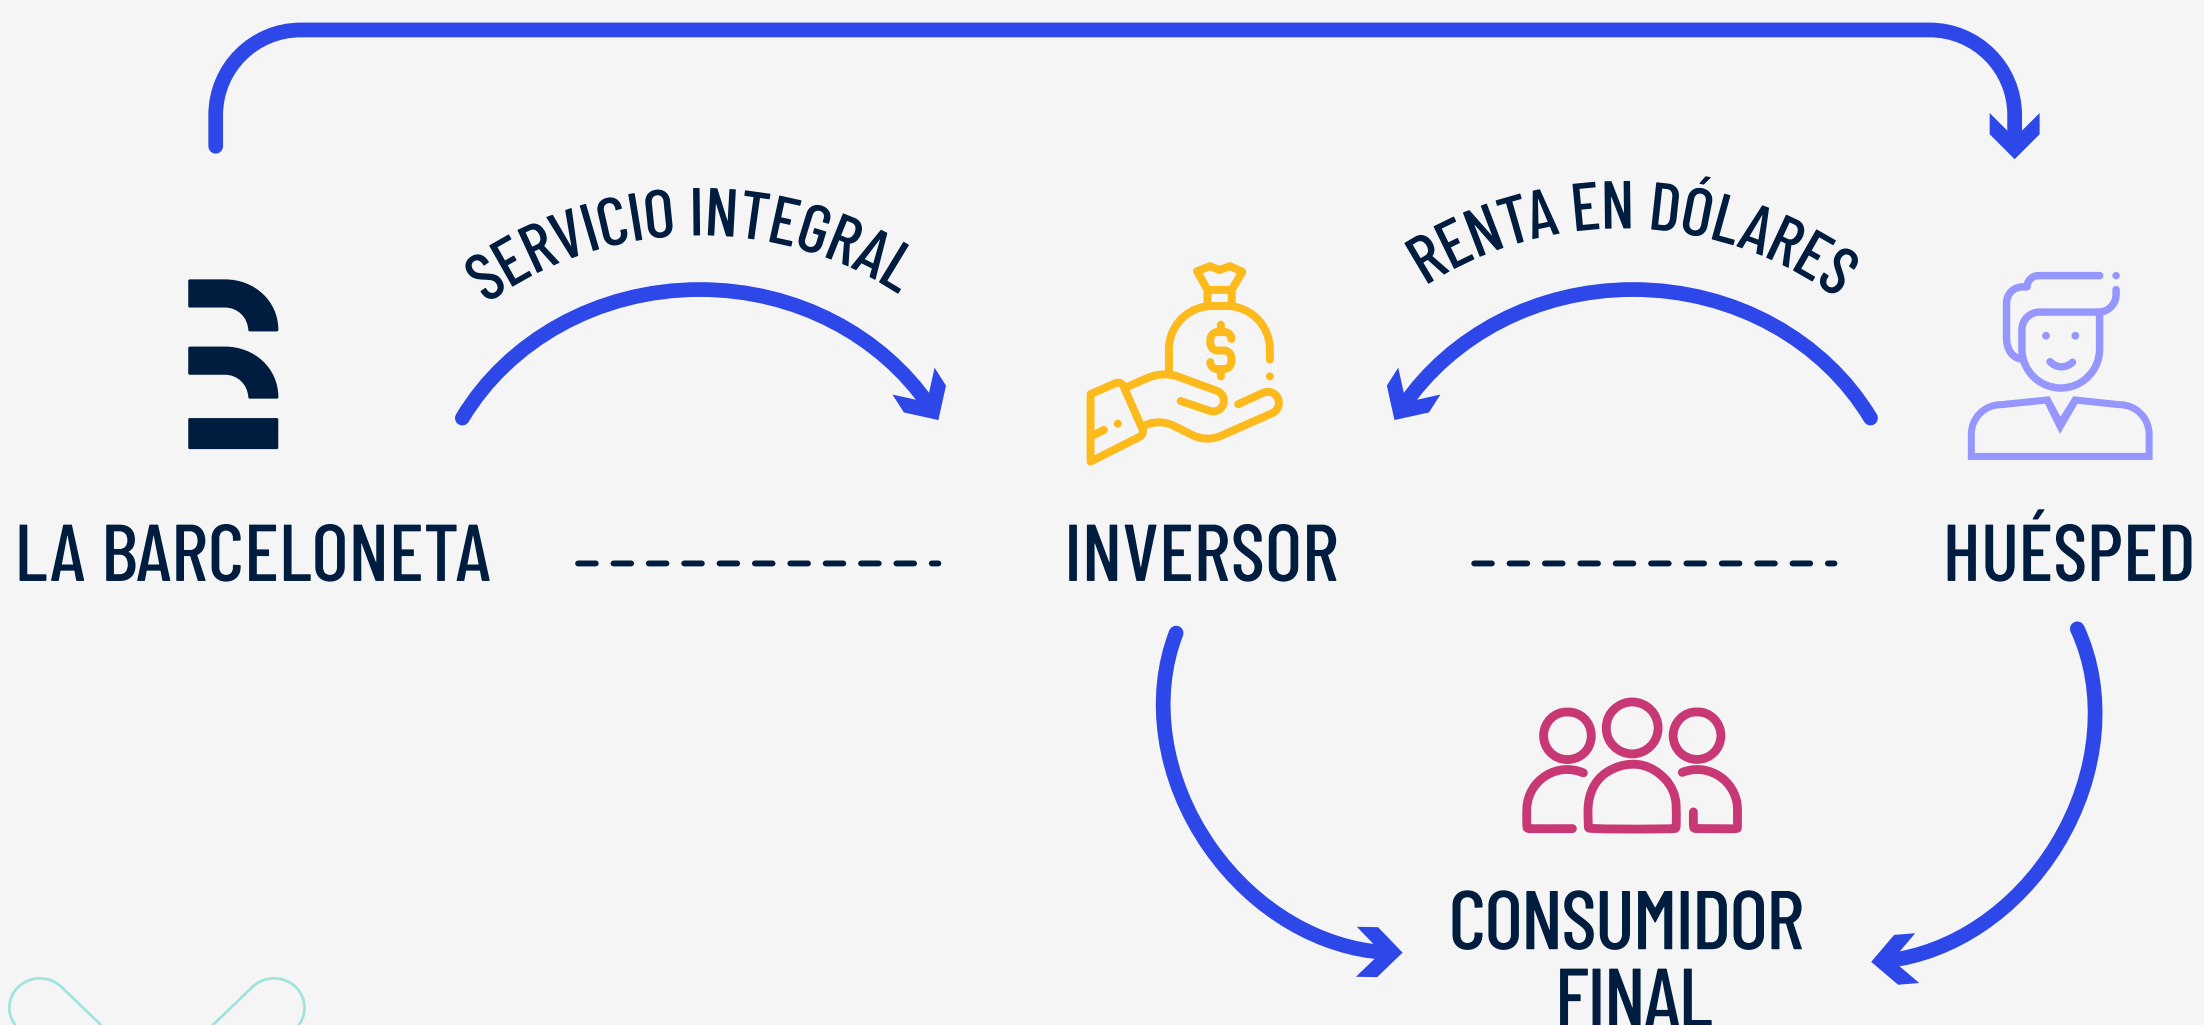 SERVICIO INTEGRAL
RENTA EN DÓLARES
$
LA BARCELONETA
INVERSOR
HUÉSPED
CONSUMIDOR
FINAL